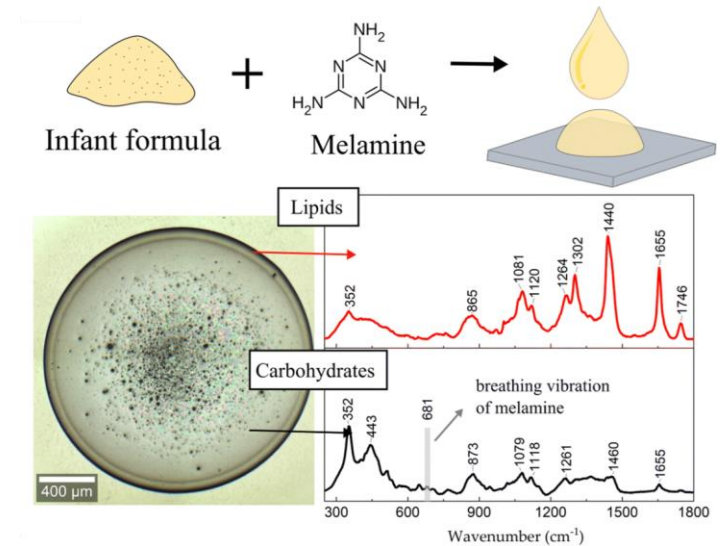 NH₂
N
N
N
H₂N
NH₂
Infant formula
+
Melamine
Lipids
352
865
1081
1120
1264
1302
1440
1655
1746
Carbohydrates
352
443
681
breathing vibration
of melamine
873
1079
1118
1261
1460
1655
400 µm
300
600
900
1200
1500
1800
Wavenumber (cm⁻¹)